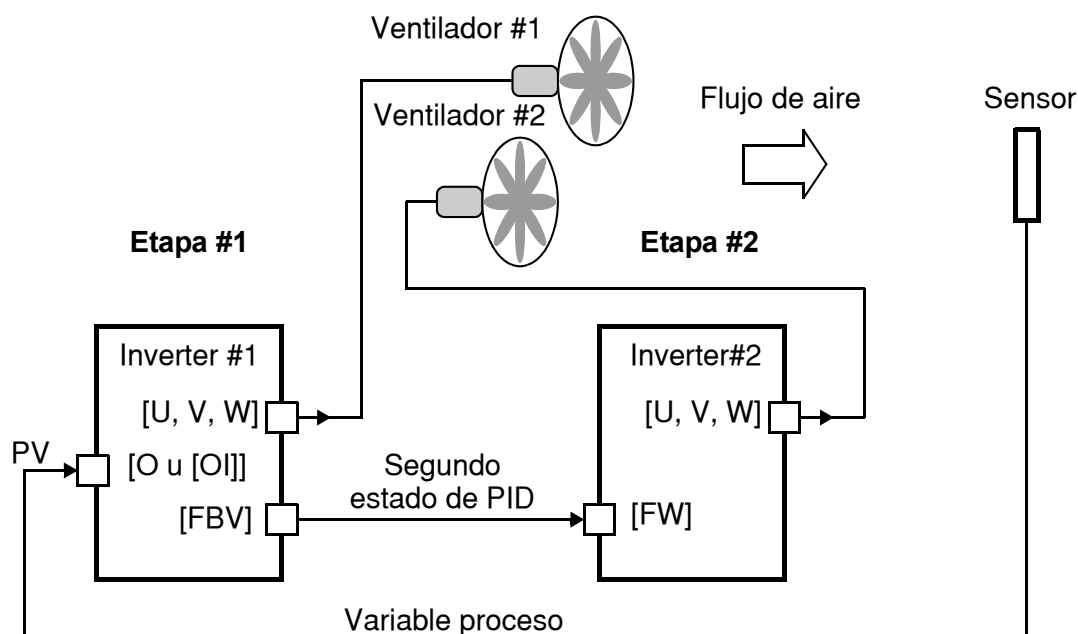 Ventilador #1
Ventilador #2
Flujo de aire
Sensor
Etapa #1
Etapa #2
Inverter #1
Inverter#2
[U, V, W]
[U, V, W]
PV
[O u [OI]]
Segundo
estado de PID
[FBV]
[FW]
Variable proceso